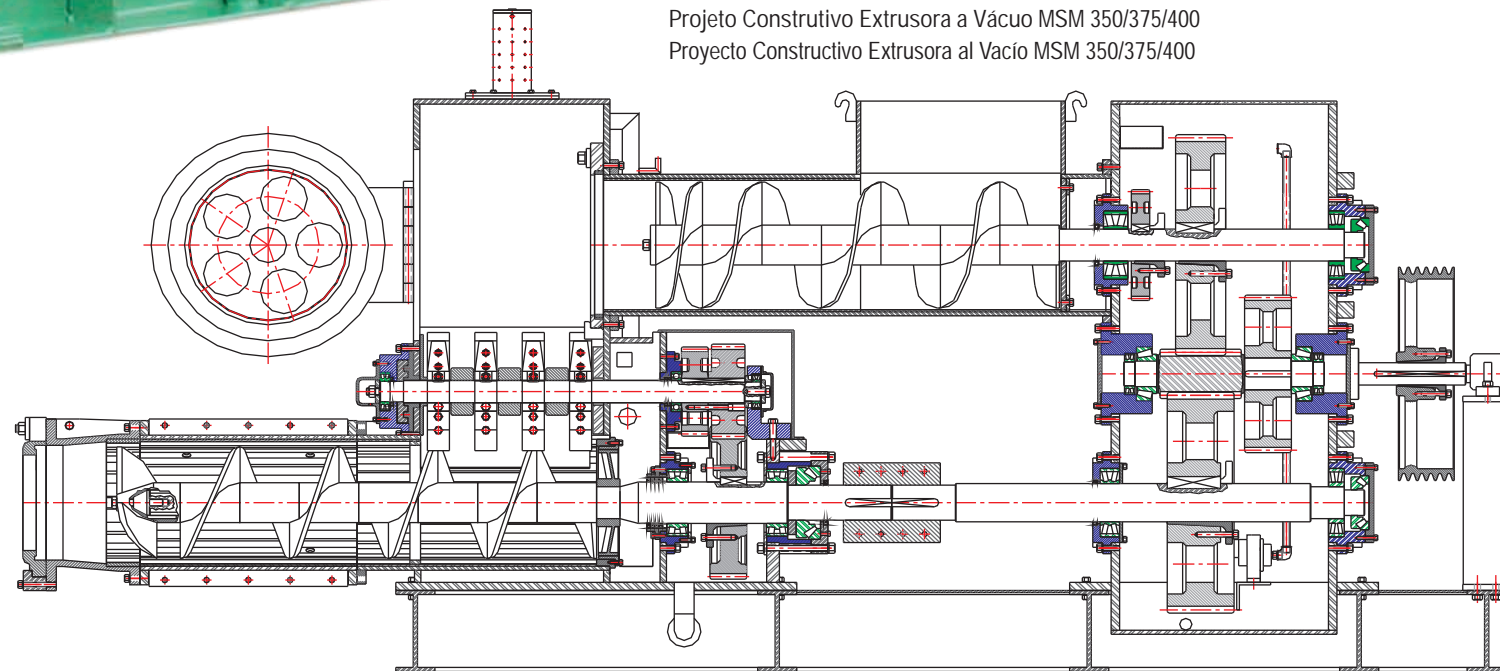 Projeto Construtivo Extrusora a Vácuo MSM 350/375/400
Proyecto Constructivo Extrusora al Vacío MSM 350/375/400